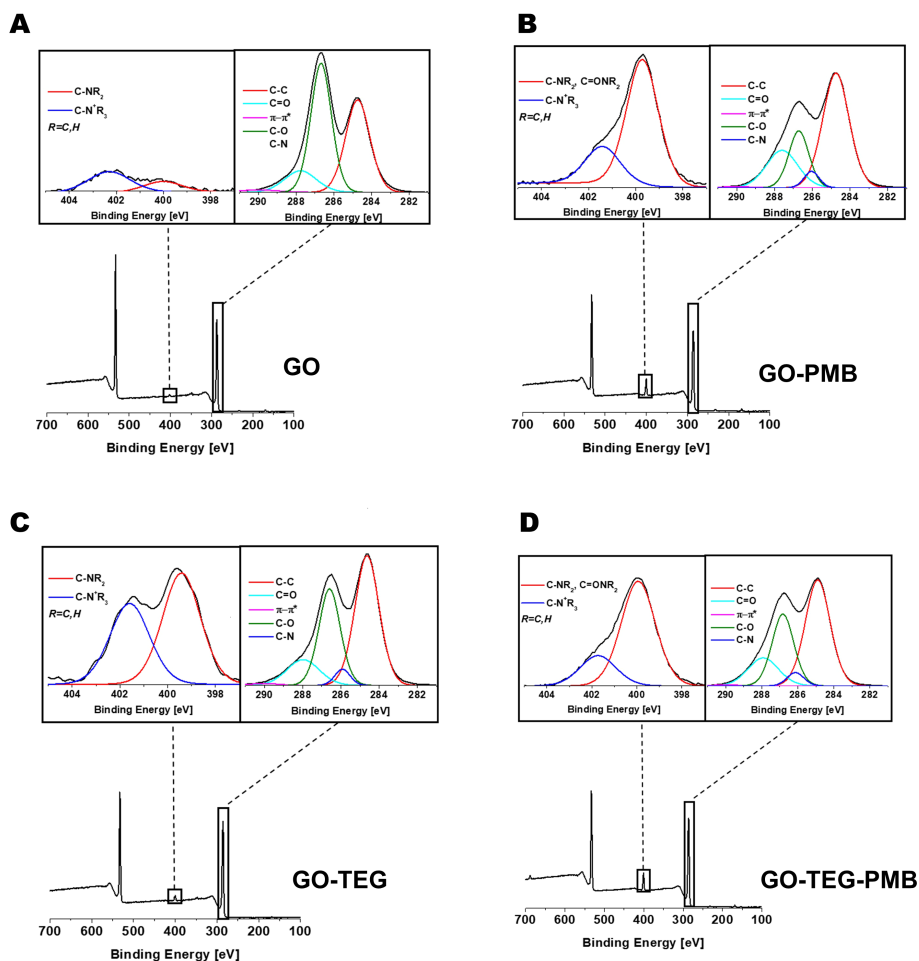 A
C-NR2
C-N+R3
R=C,H
404 402 400 398
Binding Energy [eV]
C-C
C=O
π–π*
C-O
C-N
290 288 286 284 282
Binding Energy [eV]
GO
700 600 500 400 300 200 100
Binding Energy [eV]
B
C-NR2, C=ONR2
C-N+R3
R=C,H
404 402 400 398
Binding Energy [eV]
C-C
C=O
π–π*
C-O
C-N
290 288 286 284 282
Binding Energy [eV]
GO-PMB
700 600 500 400 300 200 100
Binding Energy [eV]
C
C-NR2
C-N+R3
R=C,H
404 402 400 398
Binding Energy [eV]
C-C
C=O
π–π*
C-O
C-N
290 288 286 284 282
Binding Energy [eV]
GO-TEG
700 600 500 400 300 200 100
Binding Energy [eV]
D
C-NR2, C=ONR2
C-N+R3
R=C,H
404 402 400 398
Binding Energy [eV]
C-C
C=O
π–π*
C-O
C-N
290 288 286 284 282
Binding Energy [eV]
GO-TEG-PMB
700 600 500 400 300 200 100
Binding Energy [eV]